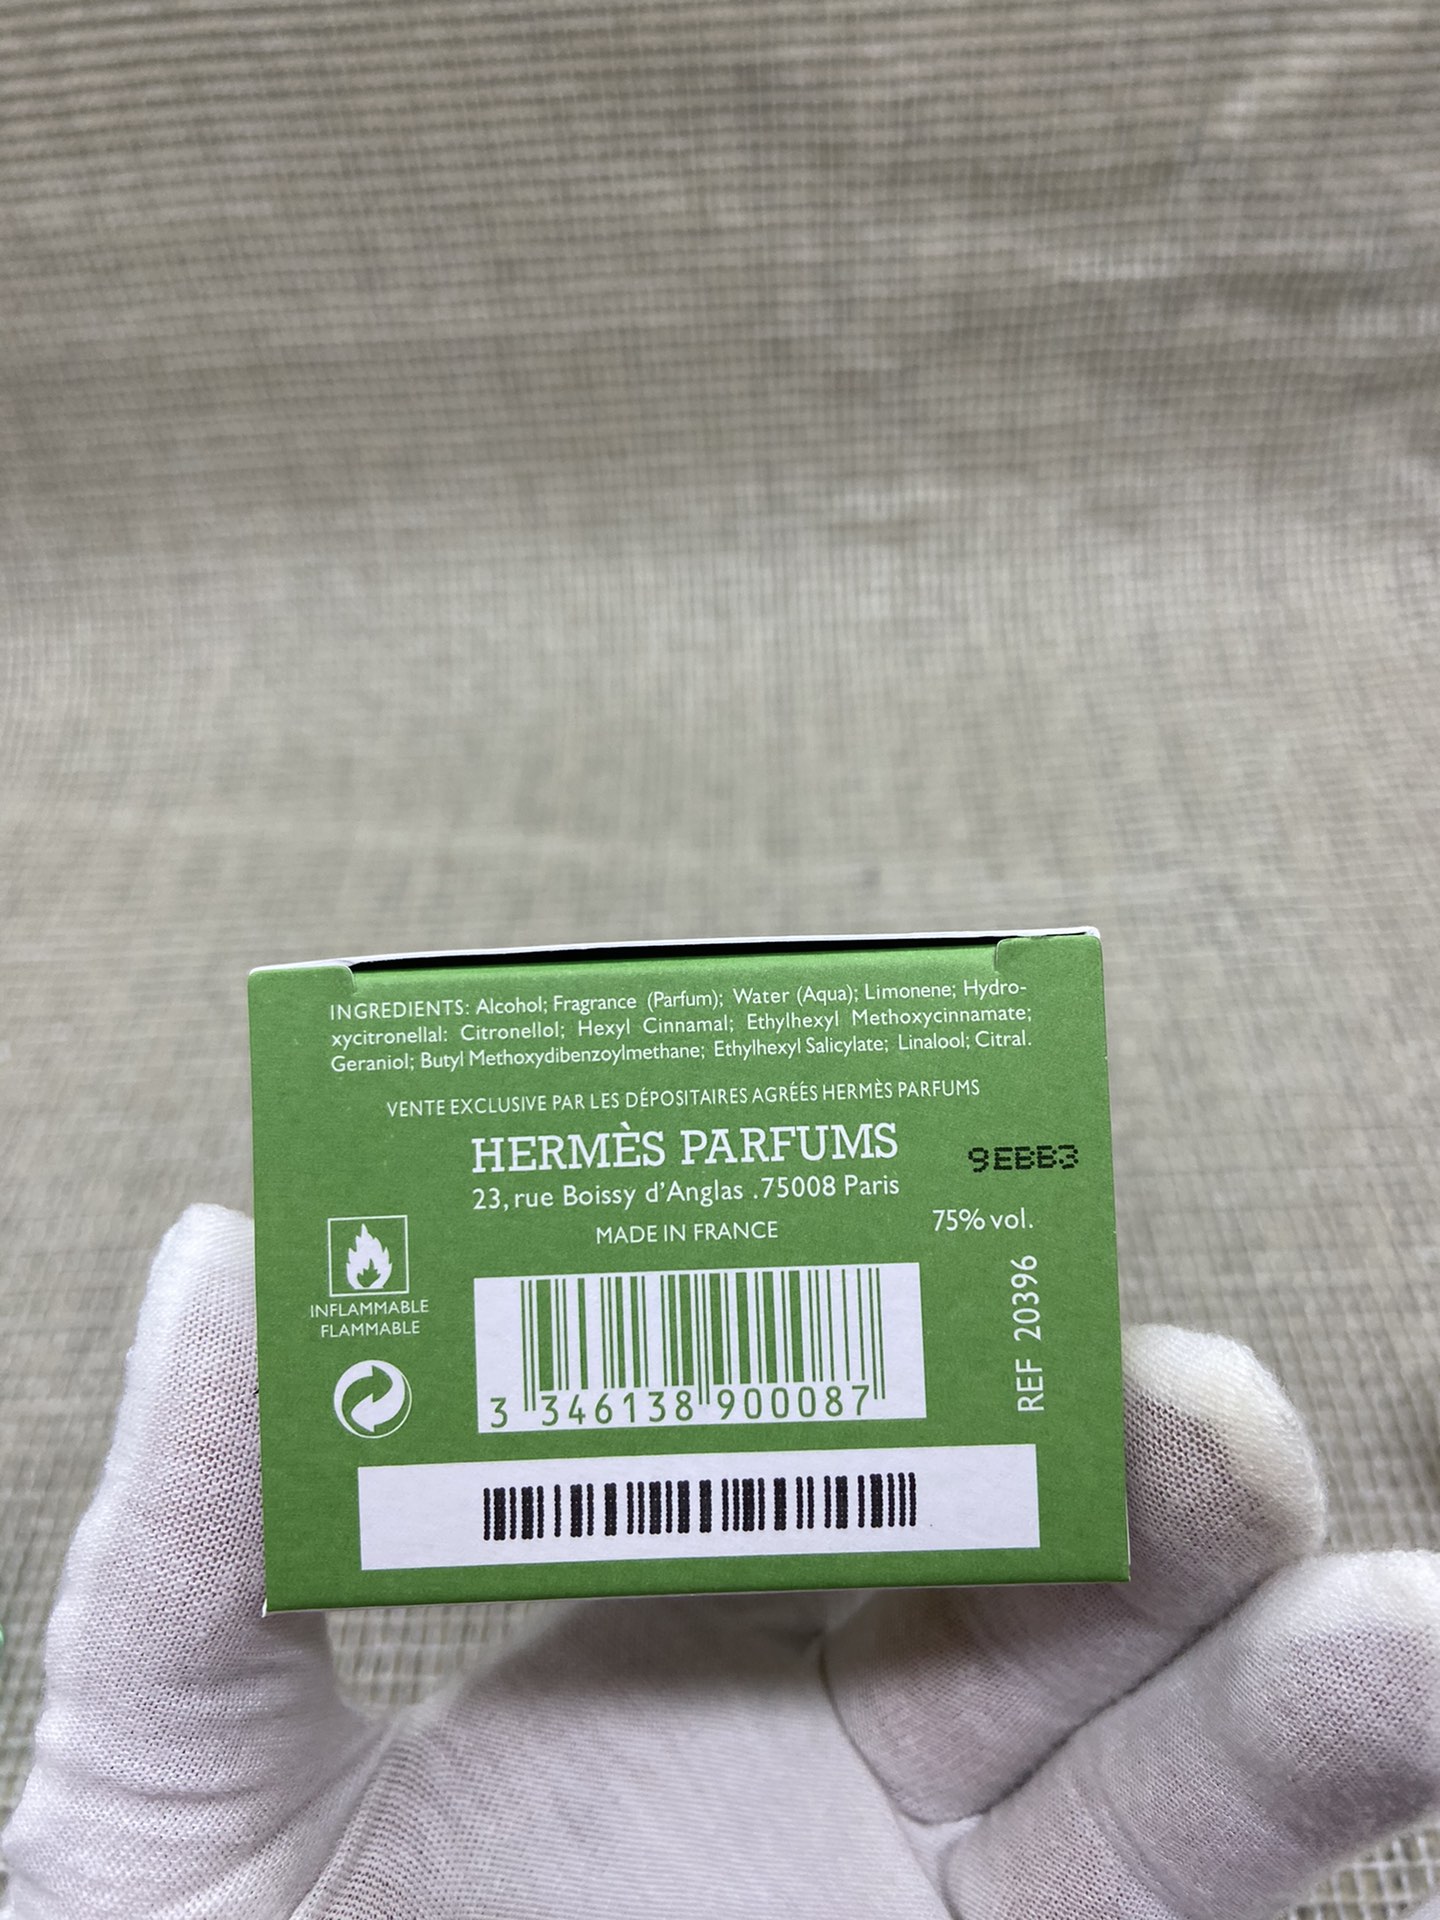 INGREDIENTS: Alcohol; Fragrance (Parfum); Water (Aqua); Limonene; Hydro-
xycitronellal: Citronellol; Hexyl Cinnamal; Ethylhexyl Methoxycinnamate;
Geraniol; Butyl Methoxydibenzoylmethane; Ethylhexyl Salicylate; Linalool; Citral.
VENTE EXCLUSIVE PAR LES DÉPOSITAIRES AGRÉÉS HERMÈS PARFUMS
HERMÈS PARFUMS
9EBB3
23, rue Boissy d'Anglas .75008 Paris
MADE IN FRANCE
75% vol.
INFLAMMABLE
FLAMMABLE
REF 20396
3 346138 900087